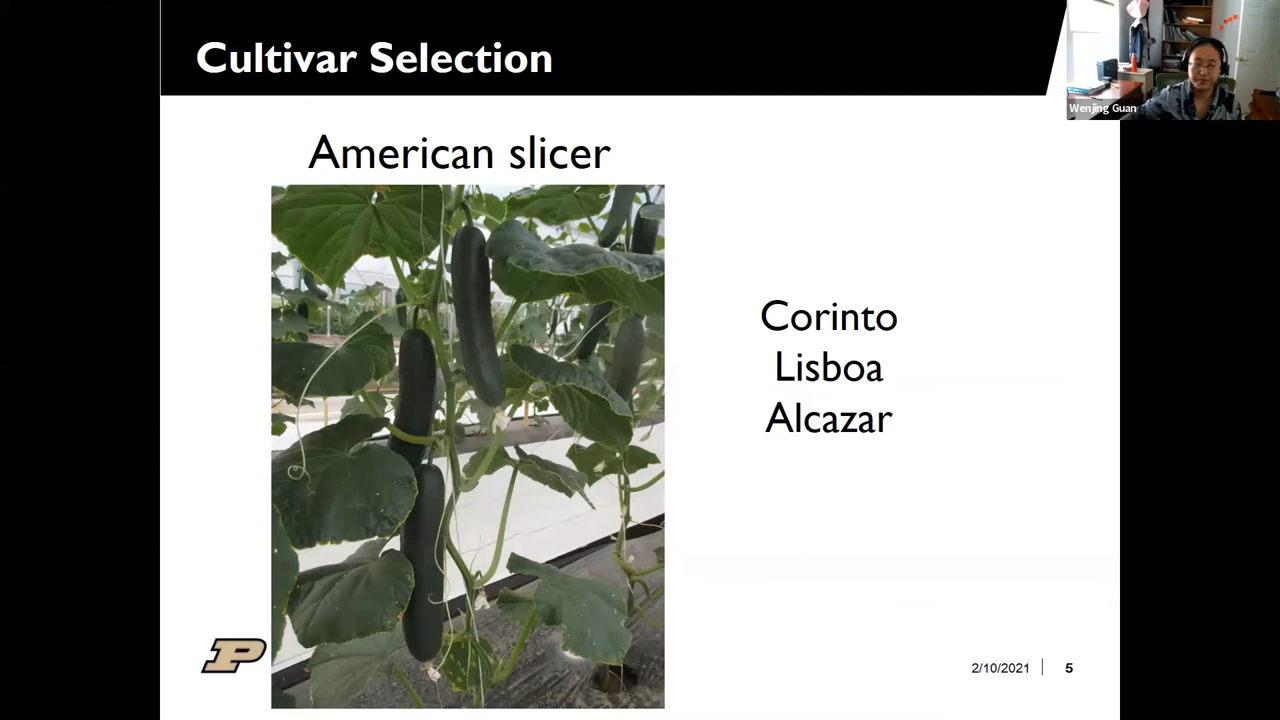 Cultivar Selection
Wenjing Guan
American slicer
Corinto
Lisboa
Alcazar
P
2/10/2021
5